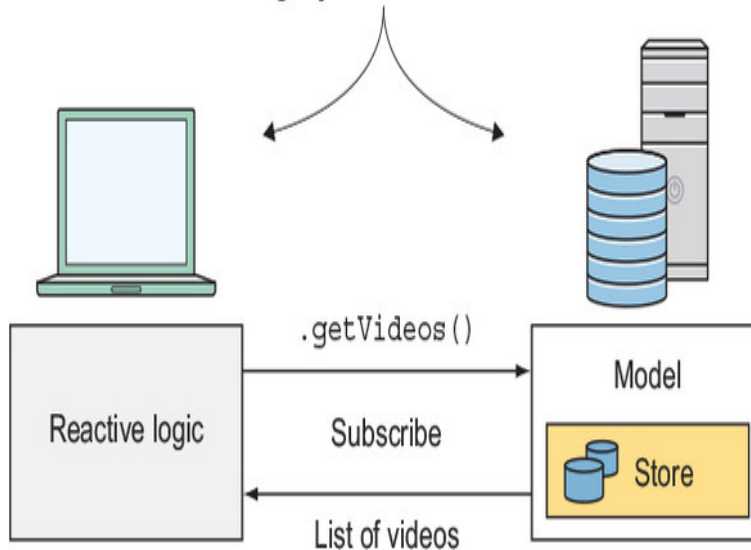 .getVideos()
Model
Reactive logic
Subscribe
Store
List of videos